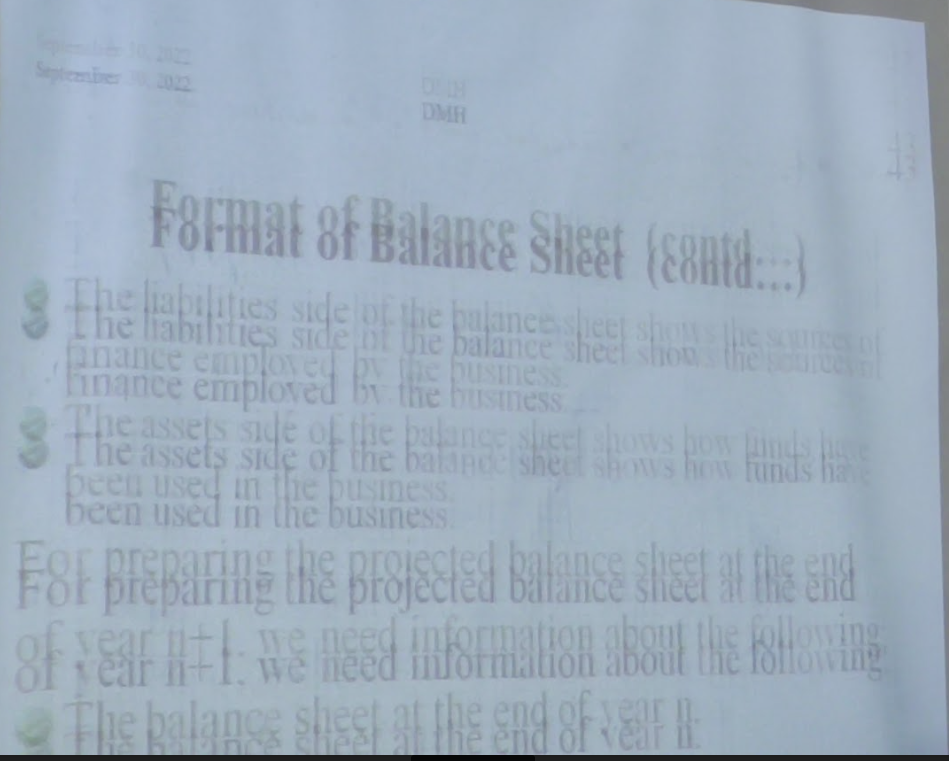 September 30, 2022
DMH
43
Format of Balance Sheet (contd...)
The liabilities side of the balance sheet shows the sources of
finance employed by the business.
The assets side of the balance sheet shows how funds have
been used in the business.
For preparing the projected balance sheet at the end
of year n+1, we need information about the following
The balance sheet at the end of year n.